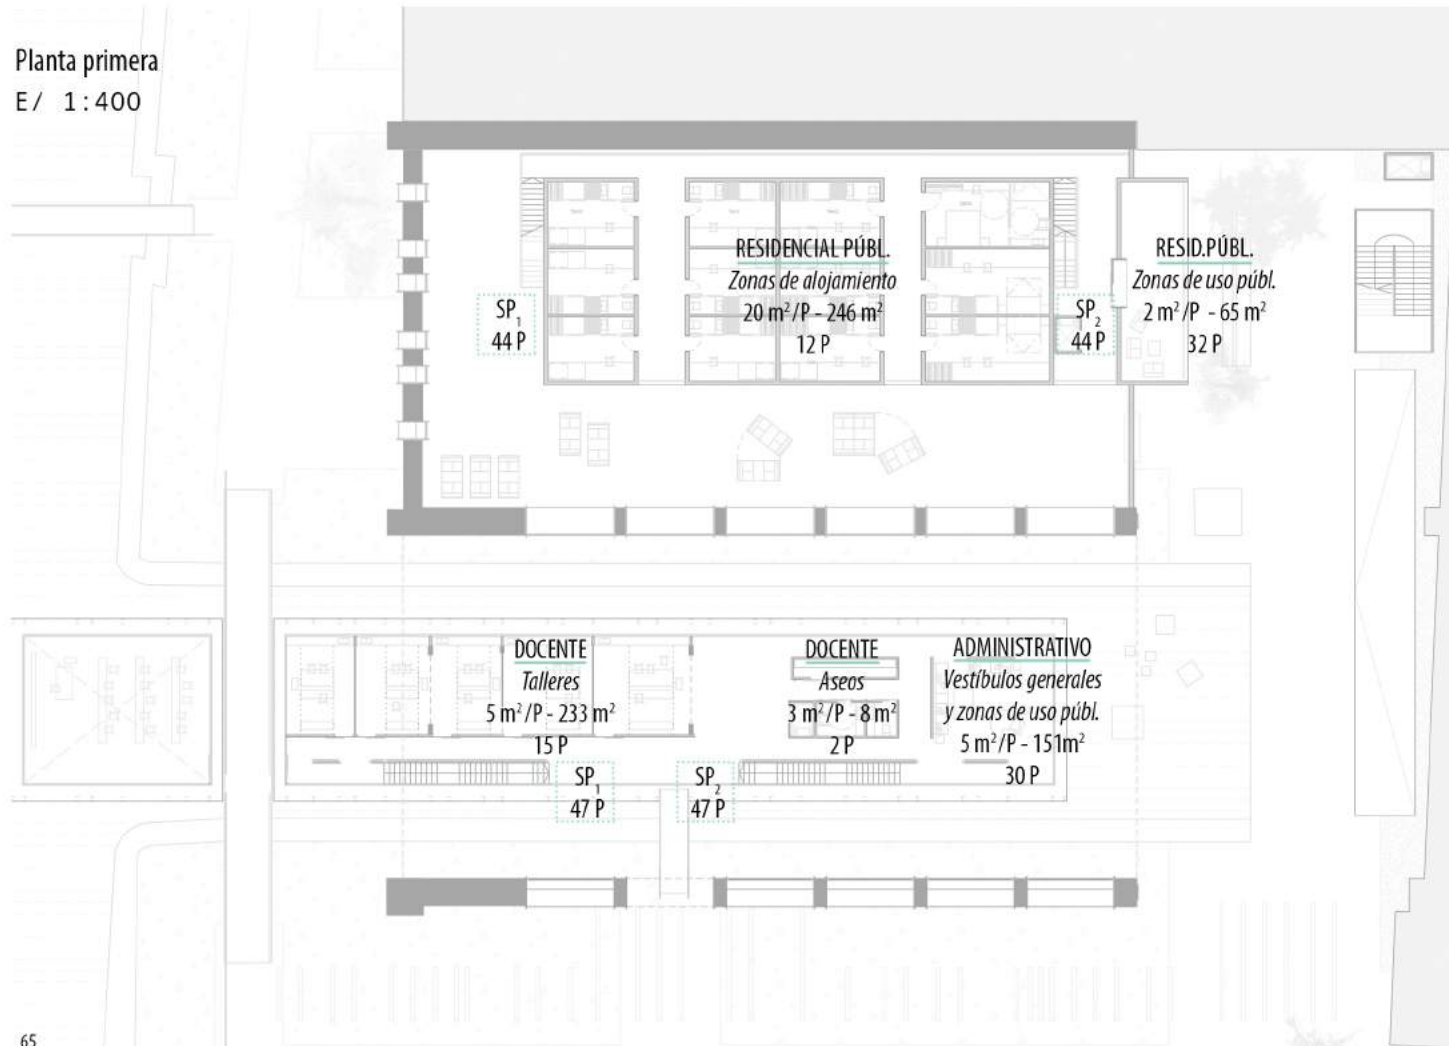 Planta primera
E/ 1:400
RESIDENCIAL PÚBL.
Zonas de alojamiento
20 m²/P - 246 m²
12 P
RESID.PÚBL.
Zonas de uso públ.
2 m²/P - 65 m²
32 P
SP₁
44 P
SP₂
44 P
DOCENTE
Talleres
5 m²/P - 233 m²
15 P
DOCENTE
Aseos
3 m²/P - 8 m²
2 P
ADMINISTRATIVO
Vestíbulos generales
y zonas de uso públ.
5 m²/P - 151m²
30 P
SP₁
47 P
SP₂
47 P
65